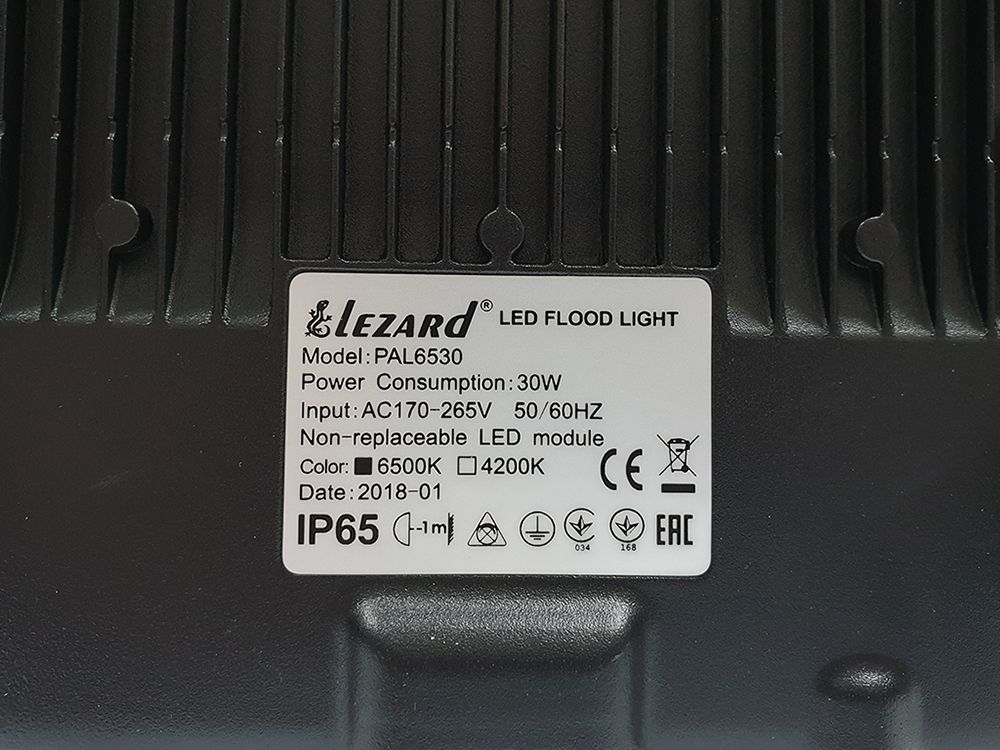 LEZARD® LED FLOOD LIGHT
Model:PAL6530
Power Consumption:30W
Input:AC170-265V 50/60HZ
Non-replaceable LED module
Color: 6500K 4200K
CE
Date:2018-01
IP65 -1m EAC
034 168